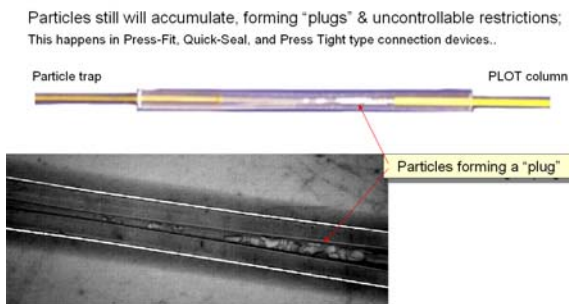 Particles still will accumulate, forming “plugs” & uncontrollable restrictions;
This happens in Press-Fit, Quick-Seal, and Press Tight type connection devices..
Particle trap
PLOT column
Particles forming a “plug”